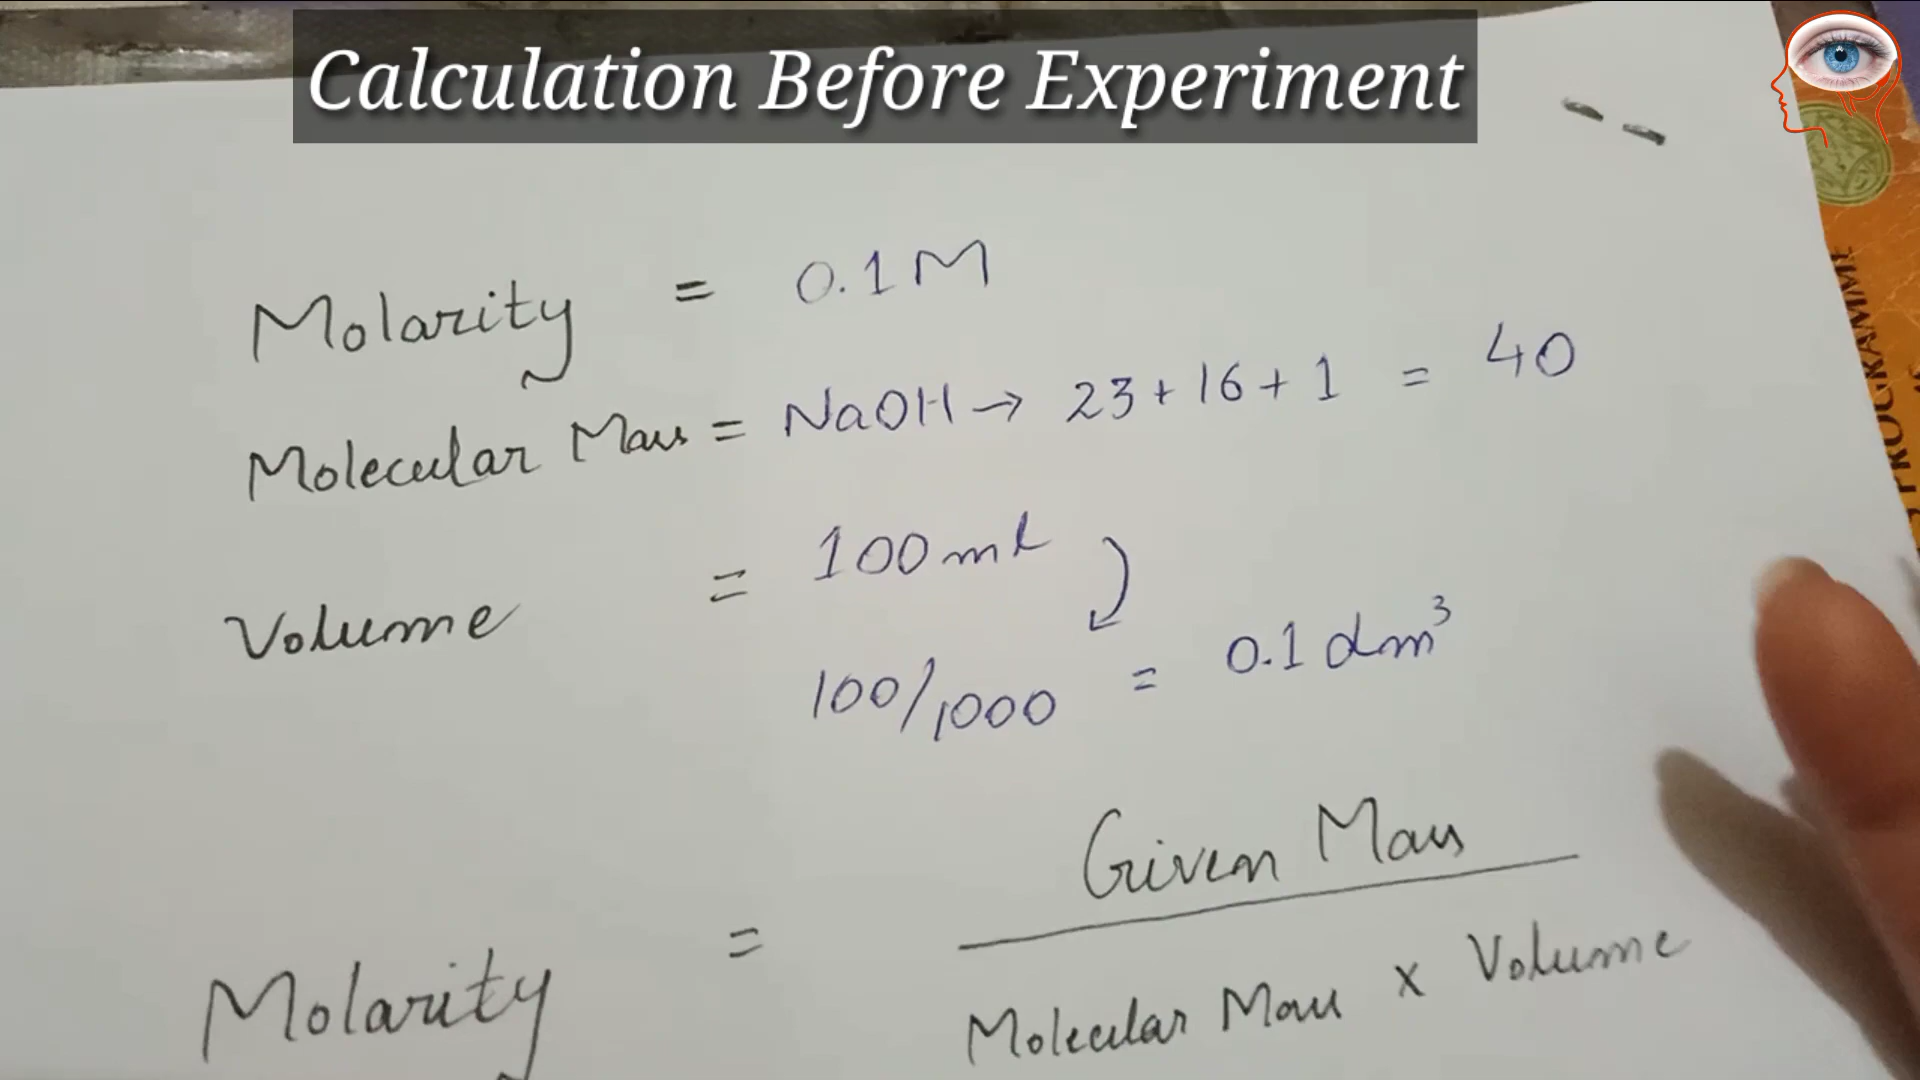 Calculation Before Experiment
Molarity = 0.1 M
Molecular Mass = NaOH → 23 + 16 + 1 = 40
Volume = 100 ml
100/1000 = 0.1 dm³
Given Mass
Molarity =
Molecular Mass x Volume